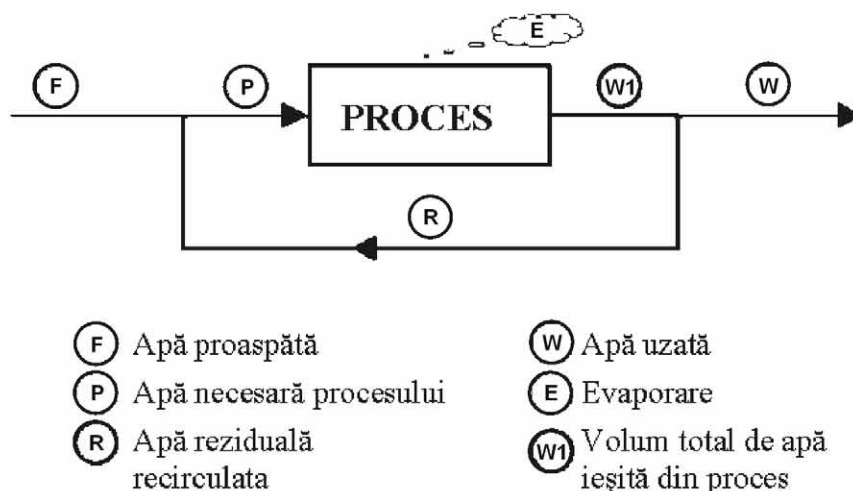 E
F P W1 W
PROCES
R
F Apă proaspătă
P Apă necesară procesului
R Apă reziduală
recirculata
W Apă uzată
E Evaporare
W1 Volum total de apă
ieșită din proces